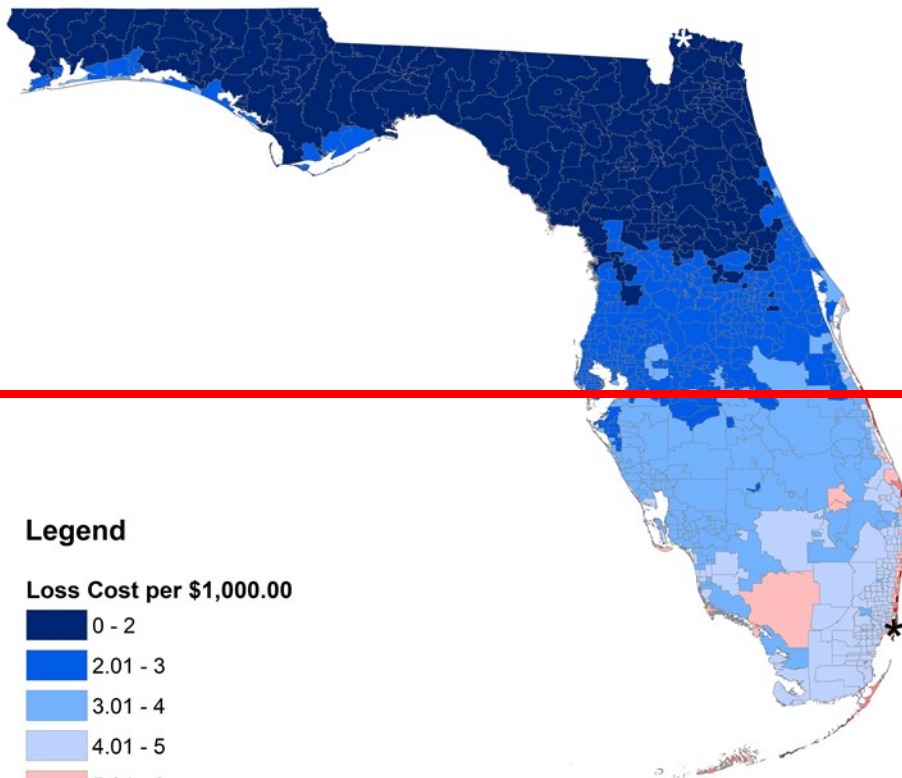 *
Legend
Loss Cost per $1,000.00
0 - 2
2.01 - 3
3.01 - 4
*
4.01 - 5